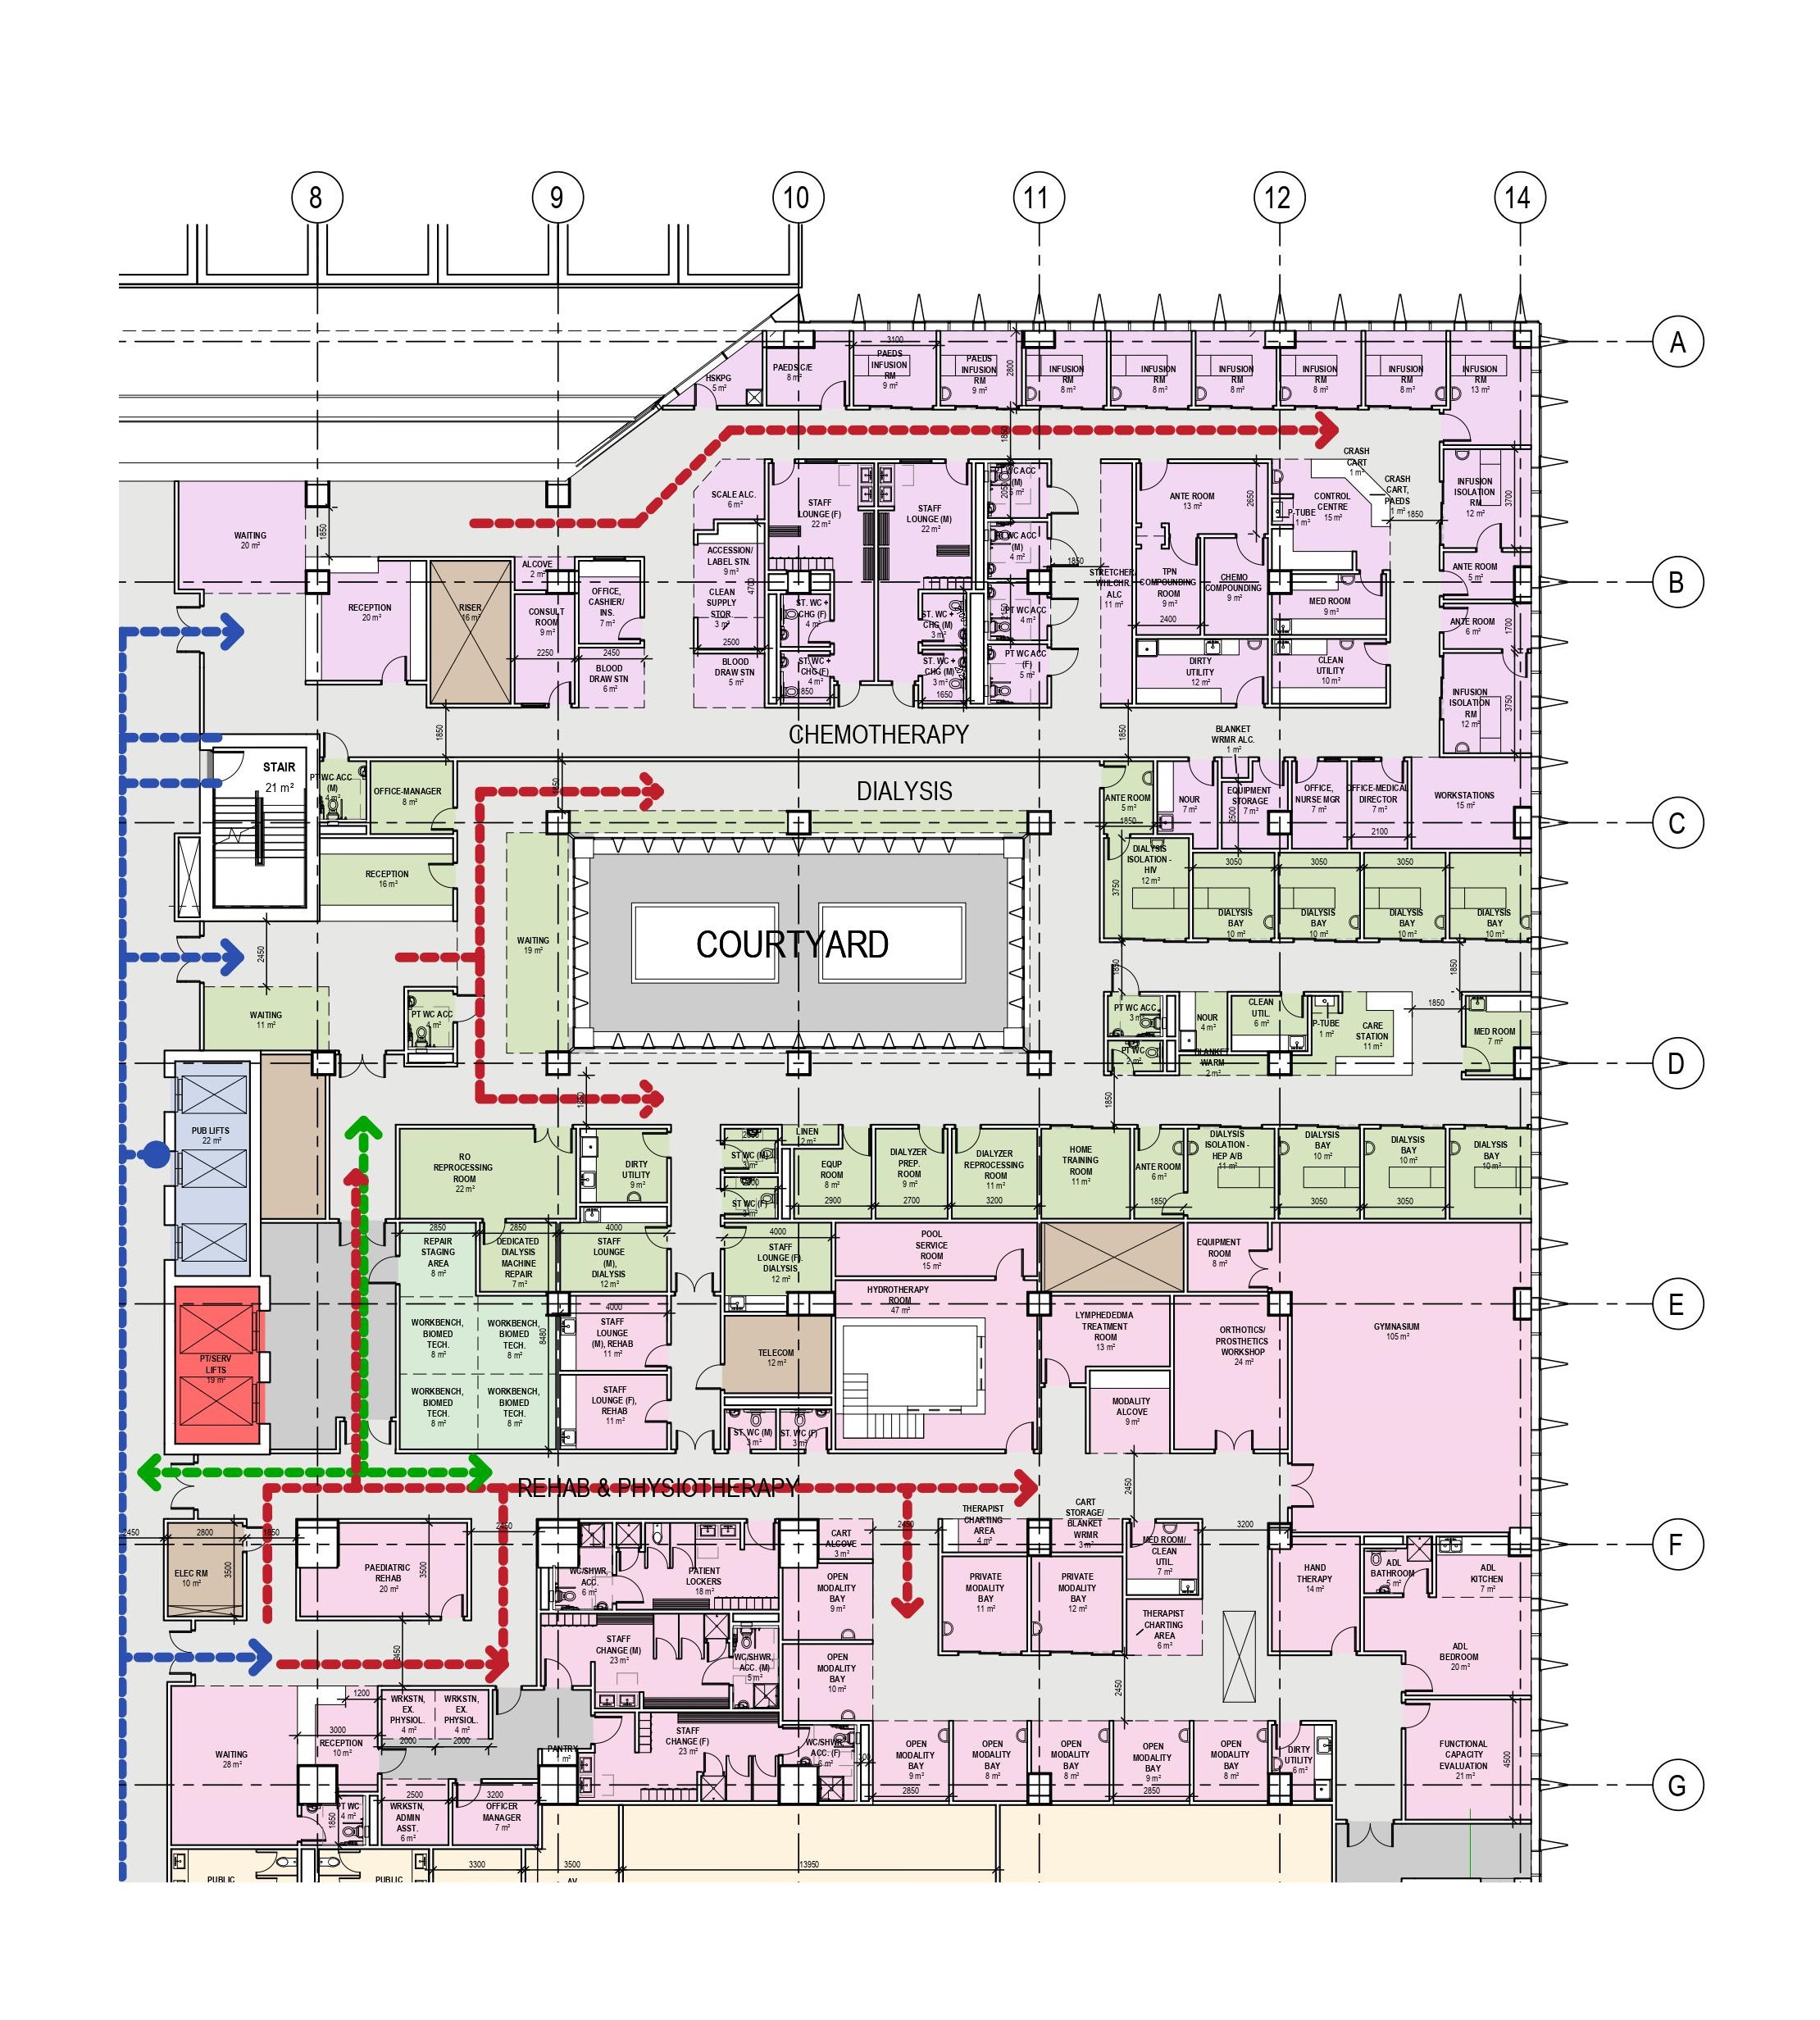 8
9
10
11
12
14
A
B
C
D
E
F
G
HSKPG
5 m²
PAEDS C/E
8 m²
3100
PAEDS
INFUSION
RM
9 m²
PAEDS
INFUSION
RM
9 m²
2800
INFUSION
RM
8 m²
INFUSION
RM
8 m²
INFUSION
RM
8 m²
INFUSION
RM
8 m²
INFUSION
RM
8 m²
INFUSION
RM
13 m²
1850
WAITING
20 m²
1850
SCALE ALC.
6 m²
STAFF
LOUNGE (F)
22 m²
STAFF
LOUNGE (M)
22 m²
PT WC ACC
(M)
5 m²
2050
ANTE ROOM
13 m²
2650
CRASH
CART
1 m²
CRASH
CART,
PAEDS
1 m²
CONTROL
CENTRE
15 m²
P-TUBE
1 m²
1850
INFUSION
ISOLATION
RM
12 m²
3700
ACCESSION/
LABEL STN.
9 m²
CLEAN
SUPPLY
STOR.
3 m²
4700
2500
BLOOD
DRAW STN
5 m²
RECEPTION
20 m²
RISER
16 m²
ALCOVE
2 m²
CONSULT
ROOM
9 m²
2250
OFFICE,
CASHIER/
INS.
7 m²
2450
BLOOD
DRAW STN
6 m²
ST. WC +
CHG (F)
4 m²
ST. WC +
CHG (F)
4 m²
1850
ST. WC +
CHG (M)
3 m²
ST. WC +
CHG (M)
3 m²
1650
PT WC ACC
(M)
4 m²
1850
PT WC ACC
4 m²
2150
PT WC ACC
(F)
5 m²
STRETCHER/
WHLCHR.
ALC
11 m²
TPN
COMPOUNDING
ROOM
9 m²
2400
CHEMO
COMPOUNDING
9 m²
MED ROOM
9 m²
DIRTY
UTILITY
12 m²
CLEAN
UTILITY
10 m²
ANTE ROOM
5 m²
ANTE ROOM
6 m²
1700
INFUSION
ISOLATION
RM
12 m²
3750
1850
CHEMOTHERAPY
1850
BLANKET
WRMR ALC.
1 m²
STAIR
21 m²
PT WC ACC
(M)
4 m²
OFFICE-MANAGER
8 m²
1850
DIALYSIS
ANTE ROOM
5 m²
1850
NOUR
7 m²
EQUIPMENT
STORAGE
7 m²
2500
OFFICE,
NURSE MGR
7 m²
OFFICE-MEDICAL
DIRECTOR
7 m²
2100
WORKSTATIONS
15 m²
RECEPTION
16 m²
WAITING
19 m²
COURTYARD
DIALYSIS
ISOLATION -
HIV
12 m²
3750
3050
3050
3050
DIALYSIS
BAY
10 m²
DIALYSIS
BAY
10 m²
DIALYSIS
BAY
10 m²
DIALYSIS
BAY
10 m²
2450
WAITING
11 m²
PT WC ACC
4 m²
1850
1850
PT WC ACC
3 m²
PT WC
2 m²
NOUR
4 m²
BLANKET
WARM
2 m²
CLEAN
UTIL.
6 m²
P-TUBE
1 m²
CARE
STATION
11 m²
1850
MED ROOM
7 m²
PUB LIFTS
22 m²
1850
1850
RO
REPROCESSING
ROOM
22 m²
DIRTY
UTILITY
9 m²
ST WC (M)
3 m²
ST WC (F)
3 m²
LINEN
2 m²
EQUP
ROOM
8 m²
2900
DIALYZER
PREP.
ROOM
9 m²
2700
DIALYZER
REPROCESSING
ROOM
11 m²
3200
HOME
TRAINING
ROOM
11 m²
ANTE ROOM
6 m²
1850
DIALYSIS
ISOLATION -
HEP A/B
11 m²
DIALYSIS
BAY
10 m²
3050
DIALYSIS
BAY
10 m²
3050
DIALYSIS
BAY
10 m²
2850
REPAIR
STAGING
AREA
8 m²
2850
DEDICATED
DIALYSIS
MACHINE
REPAIR
7 m²
4000
STAFF
LOUNGE
(M),
DIALYSIS
12 m²
4000
STAFF
LOUNGE (F),
DIALYSIS
12 m²
POOL
SERVICE
ROOM
15 m²
EQUIPMENT
ROOM
8 m²
PT/SERV
LIFTS
19 m²
WORKBENCH,
BIOMED
TECH.
8 m²
WORKBENCH,
BIOMED
TECH.
8 m²
8480
WORKBENCH,
BIOMED
TECH.
8 m²
WORKBENCH,
BIOMED
TECH.
8 m²
4000
STAFF
LOUNGE
(M), REHAB
11 m²
STAFF
LOUNGE (F),
REHAB
11 m²
TELECOM
12 m²
ST. WC (M)
3 m²
ST. WC (F)
3 m²
HYDROTHERAPY
ROOM
47 m²
LYMPHEDEDMA
TREATMENT
ROOM
13 m²
MODALITY
ALCOVE
9 m²
ORTHOTICS/
PROSTHETICS
WORKSHOP
24 m²
GYMNASIUM
105 m²
REHAB & PHYSIOTHERAPY
2450
2450
2800
1850
2450
ELEC RM
10 m²
3500
PAEDIATRIC
REHAB
20 m²
3500
WC/SHWR,
ACC.
6 m²
PATIENT
LOCKERS
18 m²
CART
ALCOVE
3 m²
2450
THERAPIST
CHARTING
AREA
4 m²
CART
STORAGE/
BLANKET
WRMR
3 m²
MED ROOM/
CLEAN
UTIL.
7 m²
3200
HAND
THERAPY
14 m²
ADL
BATHROOM
5 m²
ADL
KITCHEN
7 m²
OPEN
MODALITY
BAY
9 m²
PRIVATE
MODALITY
BAY
11 m²
PRIVATE
MODALITY
BAY
12 m²
THERAPIST
CHARTING
AREA
6 m²
2450
STAFF
CHANGE (M)
23 m²
WC/SHWR,
ACC. (M)
5 m²
OPEN
MODALITY
BAY
10 m²
2450
ADL
BEDROOM
20 m²
WAITING
28 m²
1200
3000
RECEPTION
10 m²
WRKSTN,
EX.
PHYSIOL.
4 m²
2000
WRKSTN,
EX.
PHYSIOL.
4 m²
2000
PANTRY
1 m²
STAFF
CHANGE (F)
23 m²
WC/SHWR,
ACC. (F)
6 m²
300
OPEN
MODALITY
BAY
9 m²
2850
OPEN
MODALITY
BAY
8 m²
OPEN
MODALITY
BAY
8 m²
OPEN
MODALITY
BAY
9 m²
2850
OPEN
MODALITY
BAY
8 m²
DIRTY
UTILITY
6 m²
FUNCTIONAL
CAPACITY
EVALUATION
21 m²
4500
PT WC
4 m²
1850
2500
WRKSTN,
ADMIN
ASST.
6 m²
3200
OFFICER
MANAGER
7 m²
PUBLIC
PUBLIC
3300
3500
AV
13950